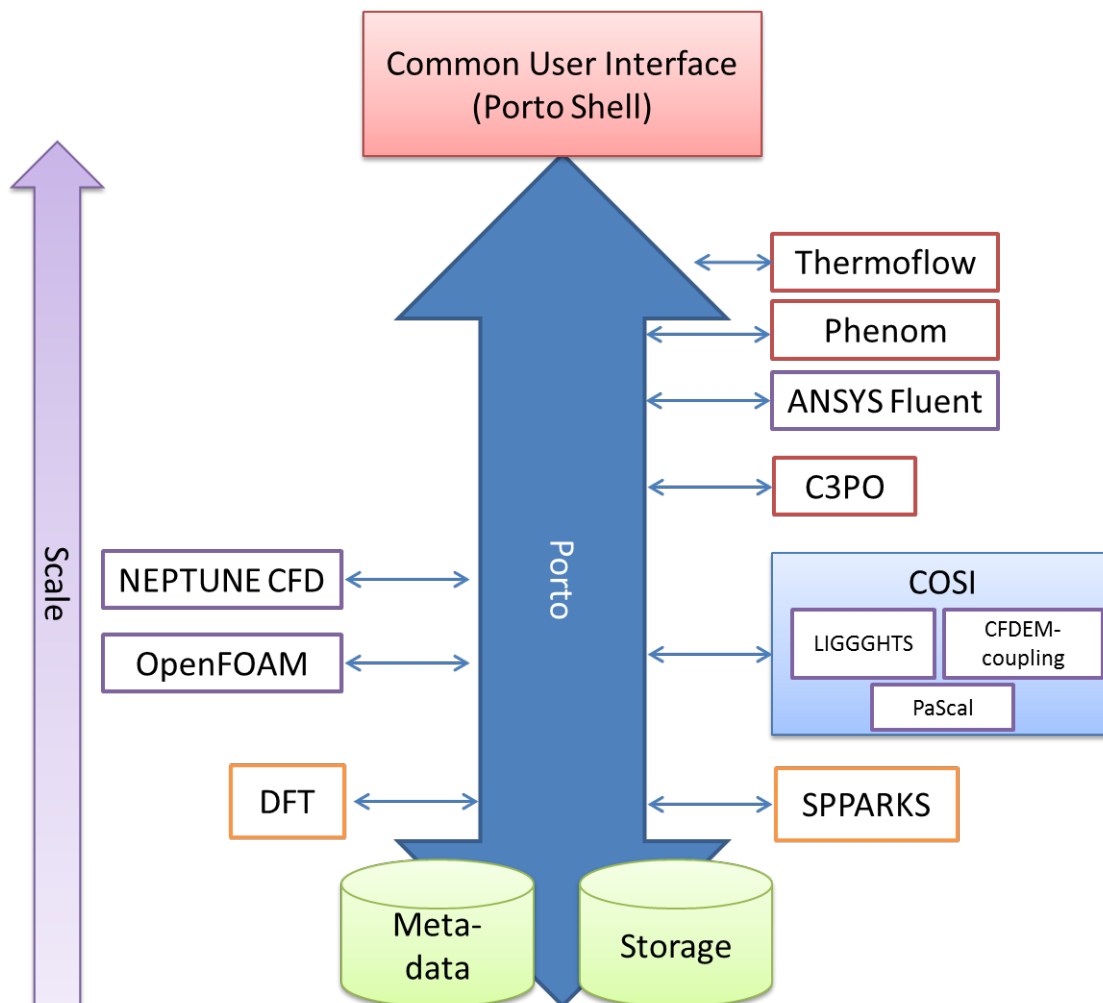 Common User Interface
(Porto Shell)
Thermoflow
Phenom
ANSYS Fluent
C3PO
Scale
Porto
NEPTUNE CFD
OpenFOAM
COSI
LIGGGHTS
CFDEM-
coupling
PaScal
DFT
SPPARKS
Meta-
data
Storage